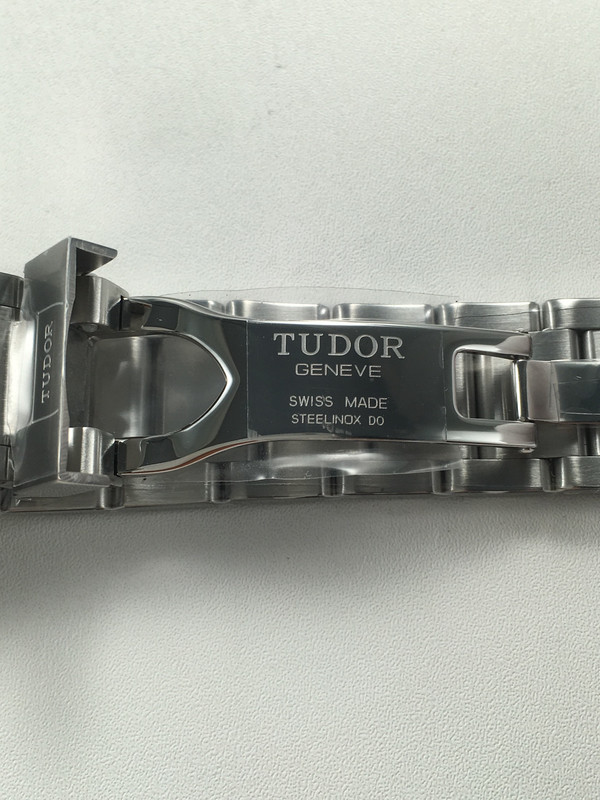 TUDOR
TUDOR
GENEVE
SWISS MADE
STEELINOX DO